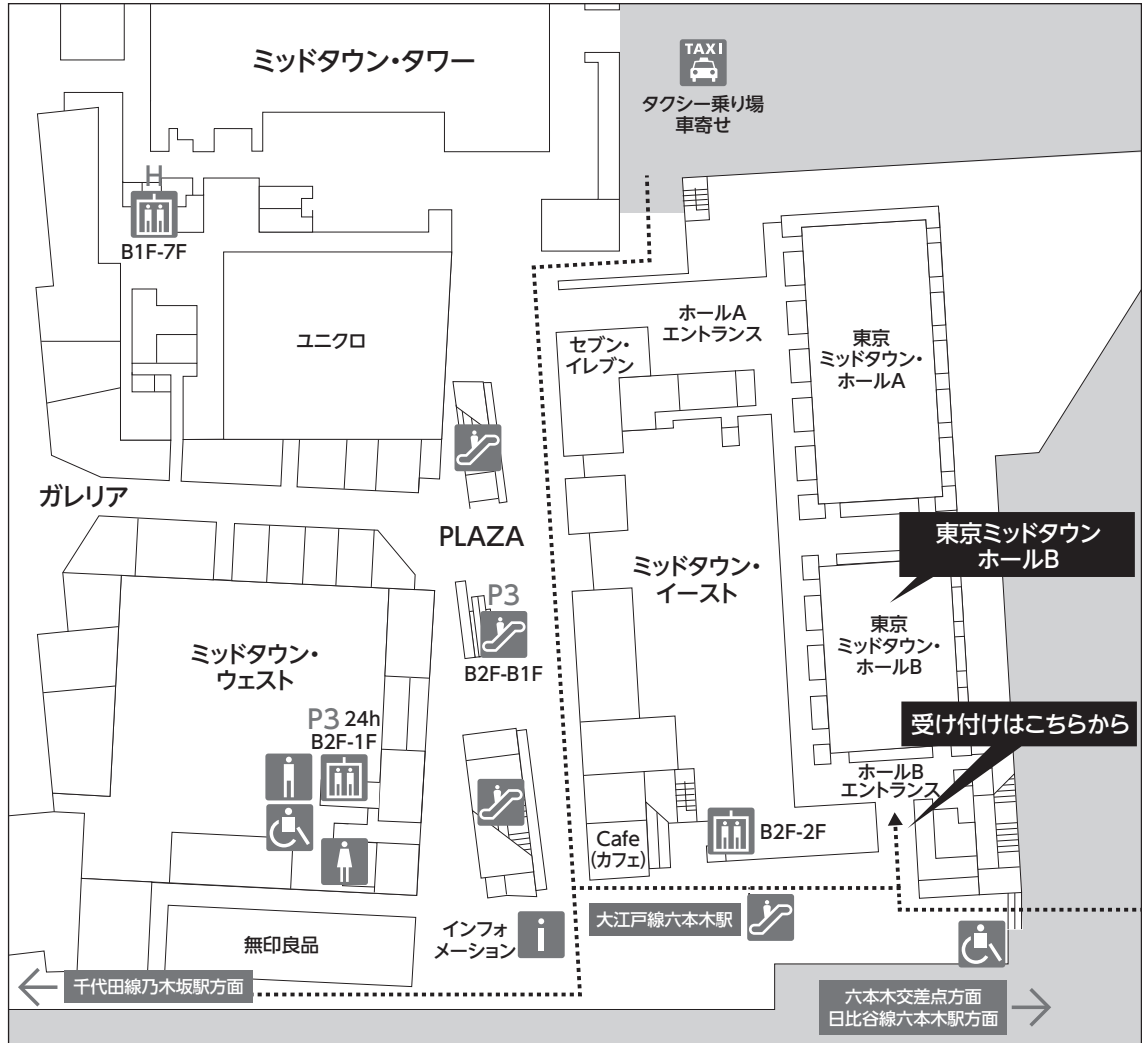 ミッドタウン・タワー
TAXI
タクシー乗り場
車寄せ
H
B1F-7F
ユニクロ
セブン・
イレブン
ホールA
エントランス
東京
ミッドタウン・
ホールA
ガレリア
PLAZA
P3
B2F-B1F
ミッドタウン・
イースト
東京ミッドタウン
ホールB
東京
ミッドタウン・
ホールB
受け付けはこちらから
ホールB
エントランス
ミッドタウン・
ウェスト
P3 24h
B2F-1F
Cafe
(カフェ)
B2F-2F
インフォ
メーション
i
大江戸線六本木駅
無印良品
千代田線乃木坂駅方面
六本木交差点方面
日比谷線六本木駅方面